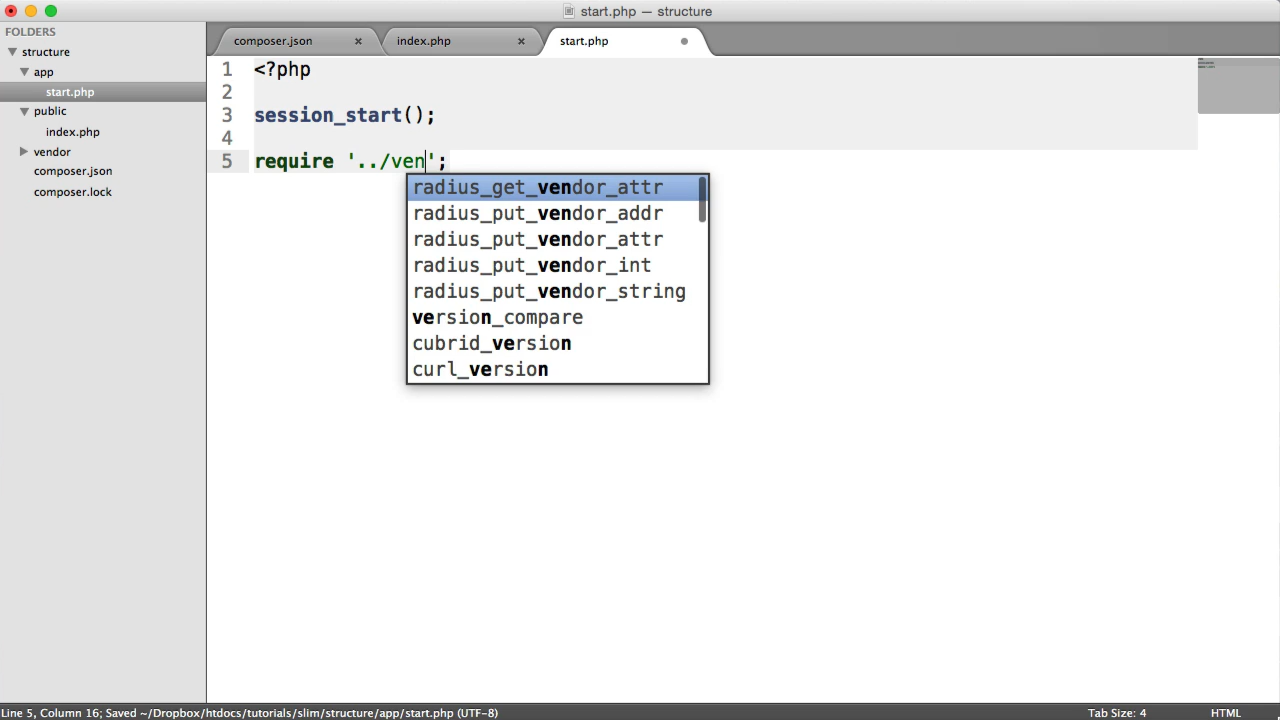 start.php — structure
FOLDERS
structure
app
start.php
public
index.php
vendor
composer.json
composer.lock
composer.json × index.php × start.php
1 <?php
2
3 session_start();
4
5 require '../ven';
radius_get_vendor_attr
radius_put_vendor_addr
radius_put_vendor_attr
radius_put_vendor_int
radius_put_vendor_string
version_compare
cubrid_version
curl_version
Line 5, Column 16; Saved ~/Dropbox/htdocs/tutorials/slim/structure/app/start.php (UTF-8) Tab Size: 4 HTML